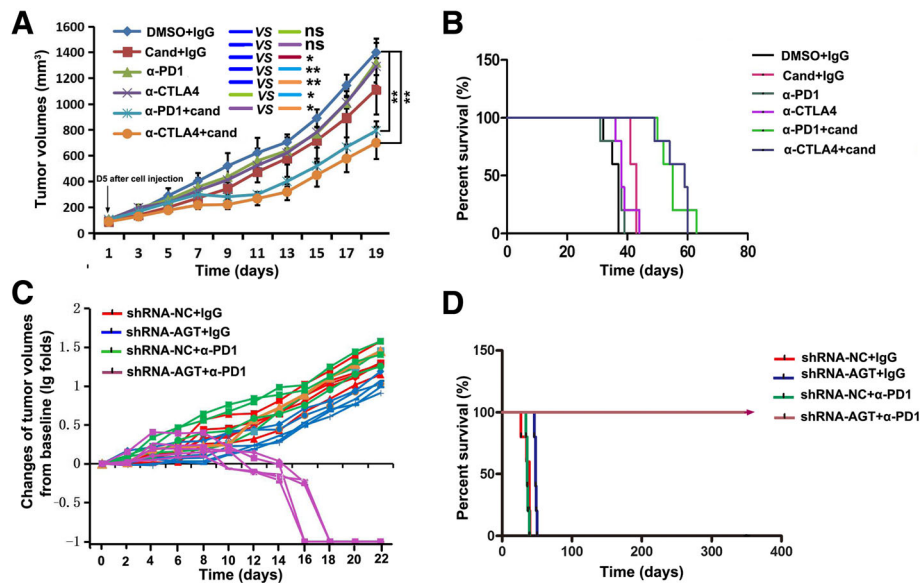 A
Tumor volumes (mm³)
1600
1400
1200
1000
800
600
400
200
0
DMSO+IgG
Cand+IgG
α-PD1
α-CTLA4
α-PD1+cand
α-CTLA4+cand
VS ns
VS ns
VS *
VS **
VS **
VS *
VS *
**
**
D5 after cell injection
1 3 5 7 9 11 13 15 17 19
Time (days)
B
Percent survival (%)
150
100
50
0
0 20 40 60 80
Time (days)
DMSO+IgG
Cand+IgG
α-PD1
α-CTLA4
α-PD1+cand
α-CTLA4+cand
C
Changes of tumor volumes
from baseline (lg folds)
2
1.5
1
0.5
0
-0.5
-1
shRNA-NC+IgG
shRNA-AGT+IgG
shRNA-NC+α-PD1
shRNA-AGT+α-PD1
0 2 4 6 8 10 12 14 16 18 20 22
Time (days)
D
Percent survival (%)
150
100
50
0
0 100 200 300 400
Time (days)
shRNA-NC+IgG
shRNA-AGT+IgG
shRNA-NC+α-PD1
shRNA-AGT+α-PD1